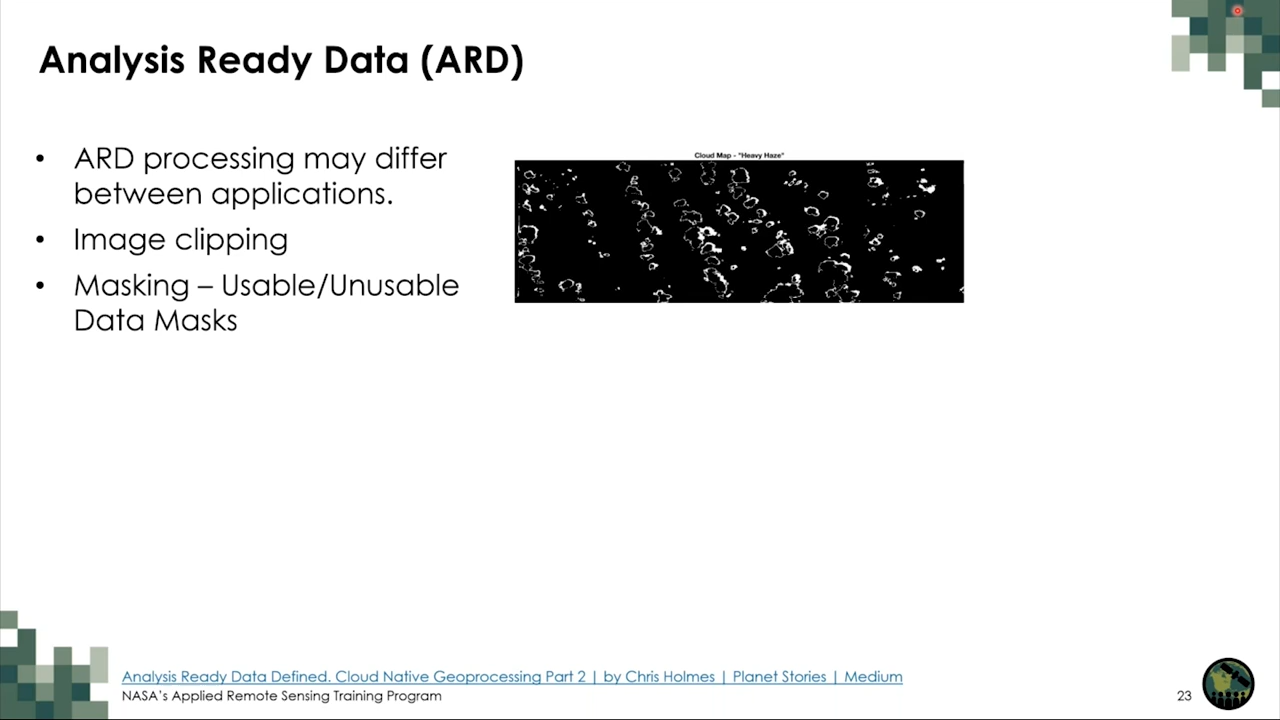 Analysis Ready Data (ARD)
• ARD processing may differ
between applications.
• Image clipping
• Masking – Usable/Unusable
Data Masks
Cloud Map - "Heavy Haze"
Analysis Ready Data Defined. Cloud Native Geoprocessing Part 2 | by Chris Holmes | Planet Stories | Medium
NASA's Applied Remote Sensing Training Program
23